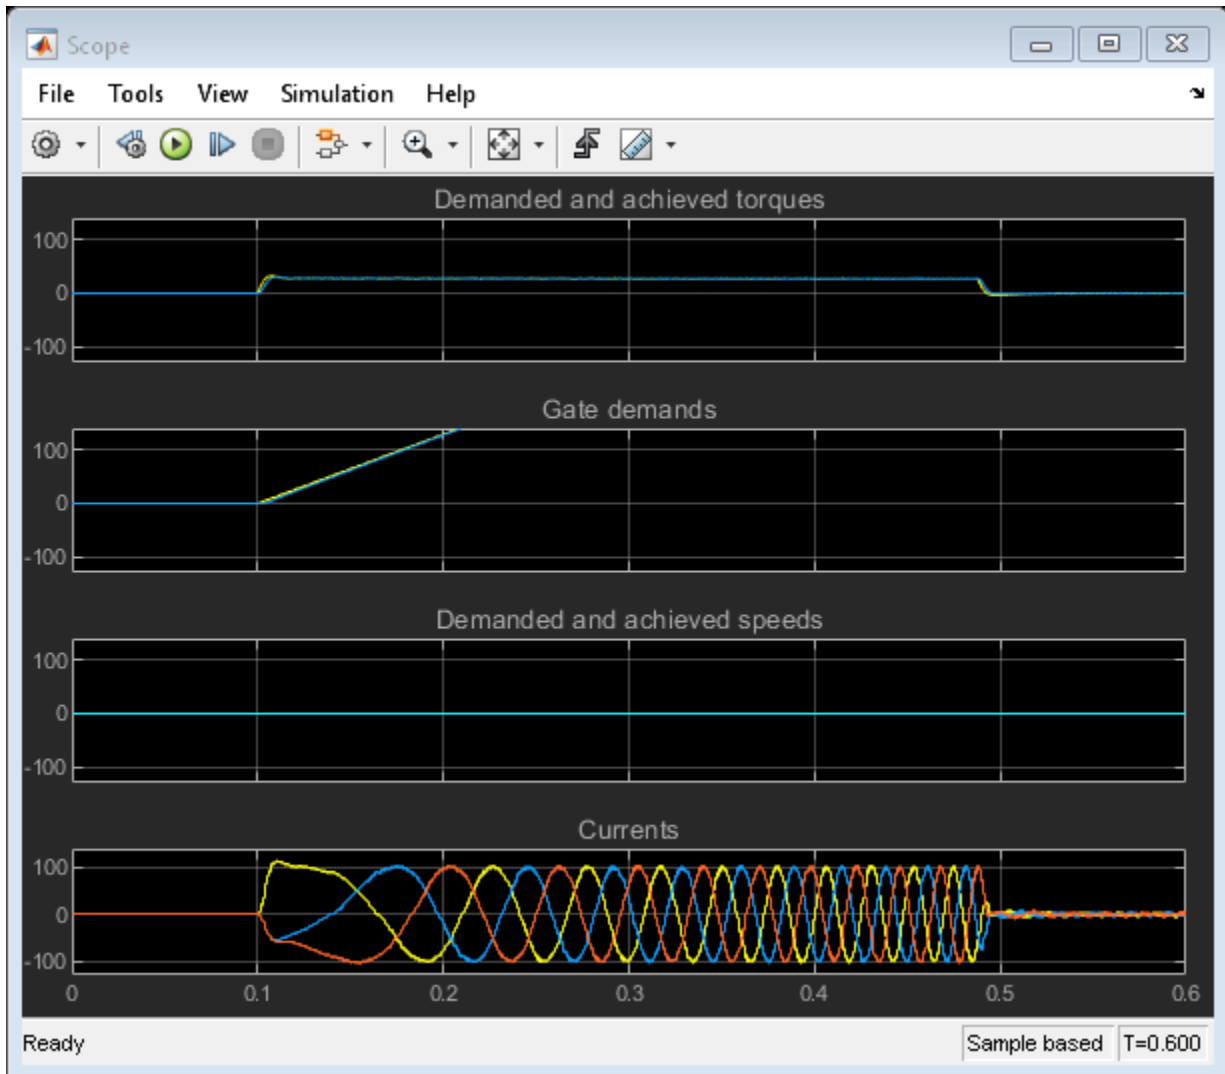 Scope
File Tools View Simulation Help
Demanded and achieved torques
100
0
-100
Gate demands
100
0
-100
Demanded and achieved speeds
100
0
-100
Currents
100
0
-100
0 0.1 0.2 0.3 0.4 0.5 0.6
Ready Sample based T=0.600